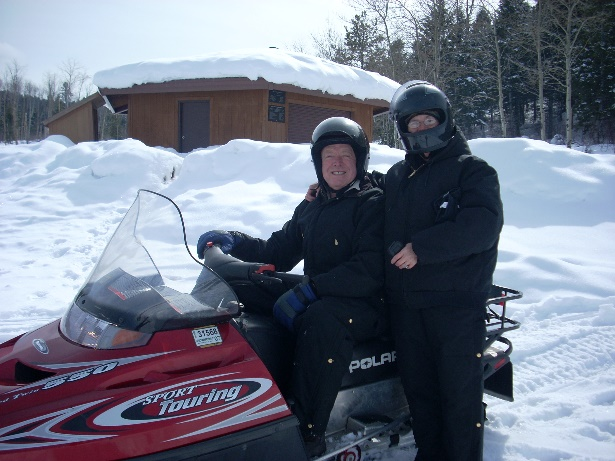 31568
550
SPORT
Touring
POLAR